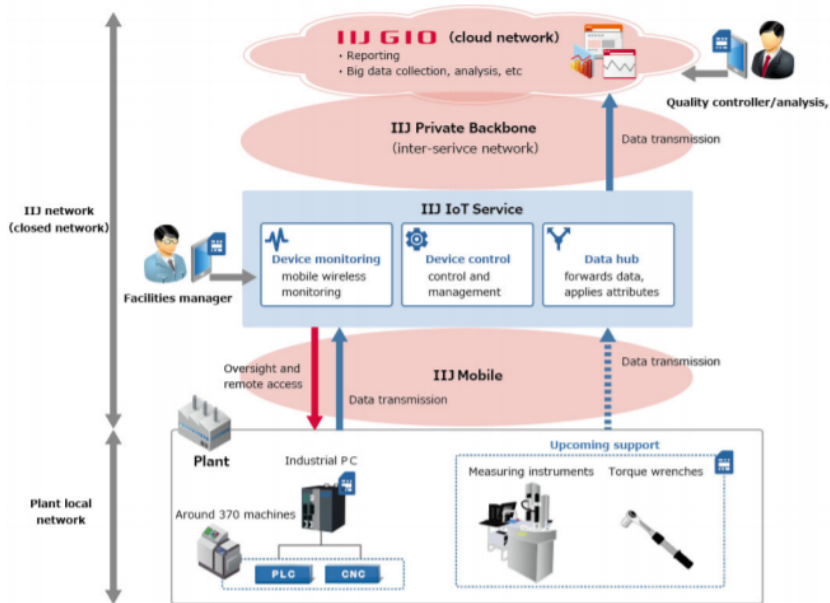 IIJ GIO (cloud network)
・Reporting
・Big data collection, analysis, etc
Quality controller/analysis,
IIJ Private Backbone
(inter-serivce network)
Data transmission
IIJ network
(closed network)
IIJ IoT Service
Device monitoring
mobile wireless
monitoring
Device control
control and
management
Data hub
forwards data,
applies attributes
Facilities manager
Oversight and
remote access
Data transmission
IIJ Mobile
Data transmission
Plant local
network
Plant
Industrial PC
Around 370 machines
PLC
CNC
Upcoming support
Measuring instruments
Torque wrenches